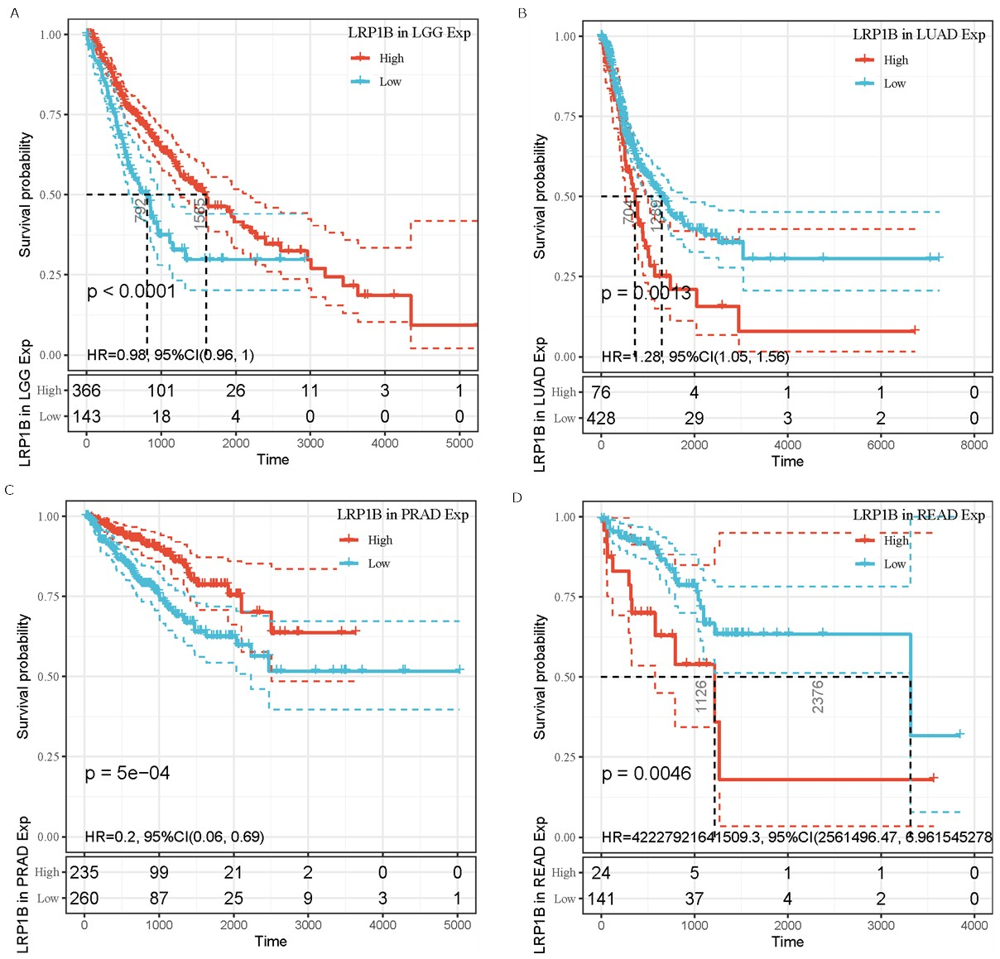 A
LRP1B in LGG Exp
High
Low
1.00
0.75
0.50
0.25
0.00
Survival probability
792
1585
p < 0.0001
HR=0.98, 95%CI(0.96, 1)
LRP1B in LGG Exp
High 366 101 26 11 3 1
Low 143 18 4 0 0 0
0 1000 2000 3000 4000 5000
Time
B
LRP1B in LUAD Exp
High
Low
1.00
0.75
0.50
0.25
0.00
Survival probability
704
1289
p = 0.0013
HR=1.28, 95%CI(1.05, 1.56)
LRP1B in LUAD Exp
High 76 4 1 1 0
Low 428 29 3 2 0
0 2000 4000 6000 8000
Time
C
LRP1B in PRAD Exp
High
Low
1.00
0.75
0.50
0.25
0.00
Survival probability
p = 5e−04
HR=0.2, 95%CI(0.06, 0.69)
LRP1B in PRAD Exp
High 235 99 21 2 0 0
Low 260 87 25 9 3 1
0 1000 2000 3000 4000 5000
Time
D
LRP1B in READ Exp
High
Low
1.00
0.75
0.50
0.25
0.00
Survival probability
1126
2376
p = 0.0046
HR=42227921641509.3, 95%CI(2561496.47, 6.961545278
LRP1B in READ Exp
High 24 5 1 1 0
Low 141 37 4 2 0
0 1000 2000 3000 4000
Time